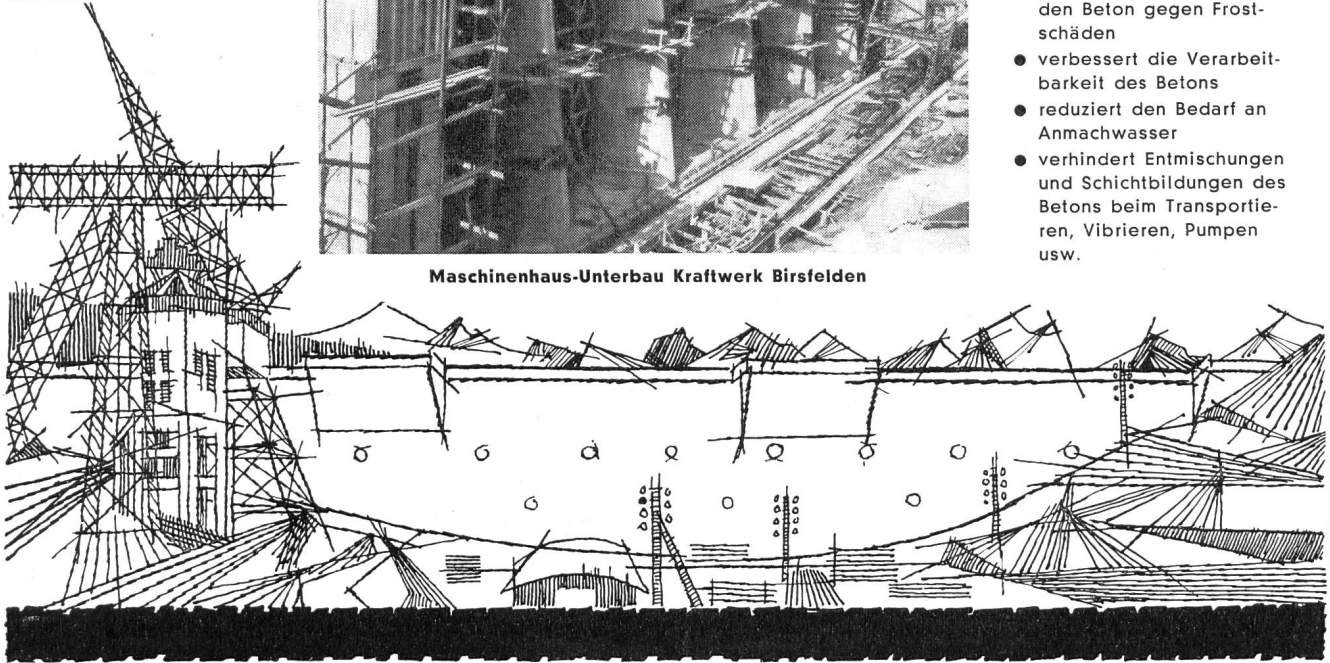 den Beton gegen Frost-
schäden
● verbessert die Verarbeit-
barkeit des Betons
● reduziert den Bedarf an
Anmachwasser
● verhindert Entmischungen
und Schichtbildungen des
Betons beim Transportie-
ren, Vibrieren, Pumpen
usw.
Maschinenhaus-Unterbau Kraftwerk Birsfelden